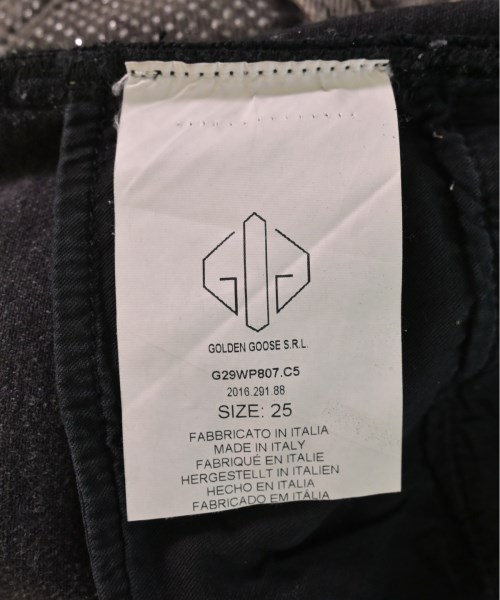 GOLDEN GOOSE S.R.L
G29WP807.C5
2016.291.88
SIZE: 25
FABBRICATO IN ITALIA
MADE IN ITALY
FABRIQUÉ EN ITALIE
HERGESTELLT IN ITALIEN
HECHO EN ITALIA
FABRICADO EM ITÁLIA